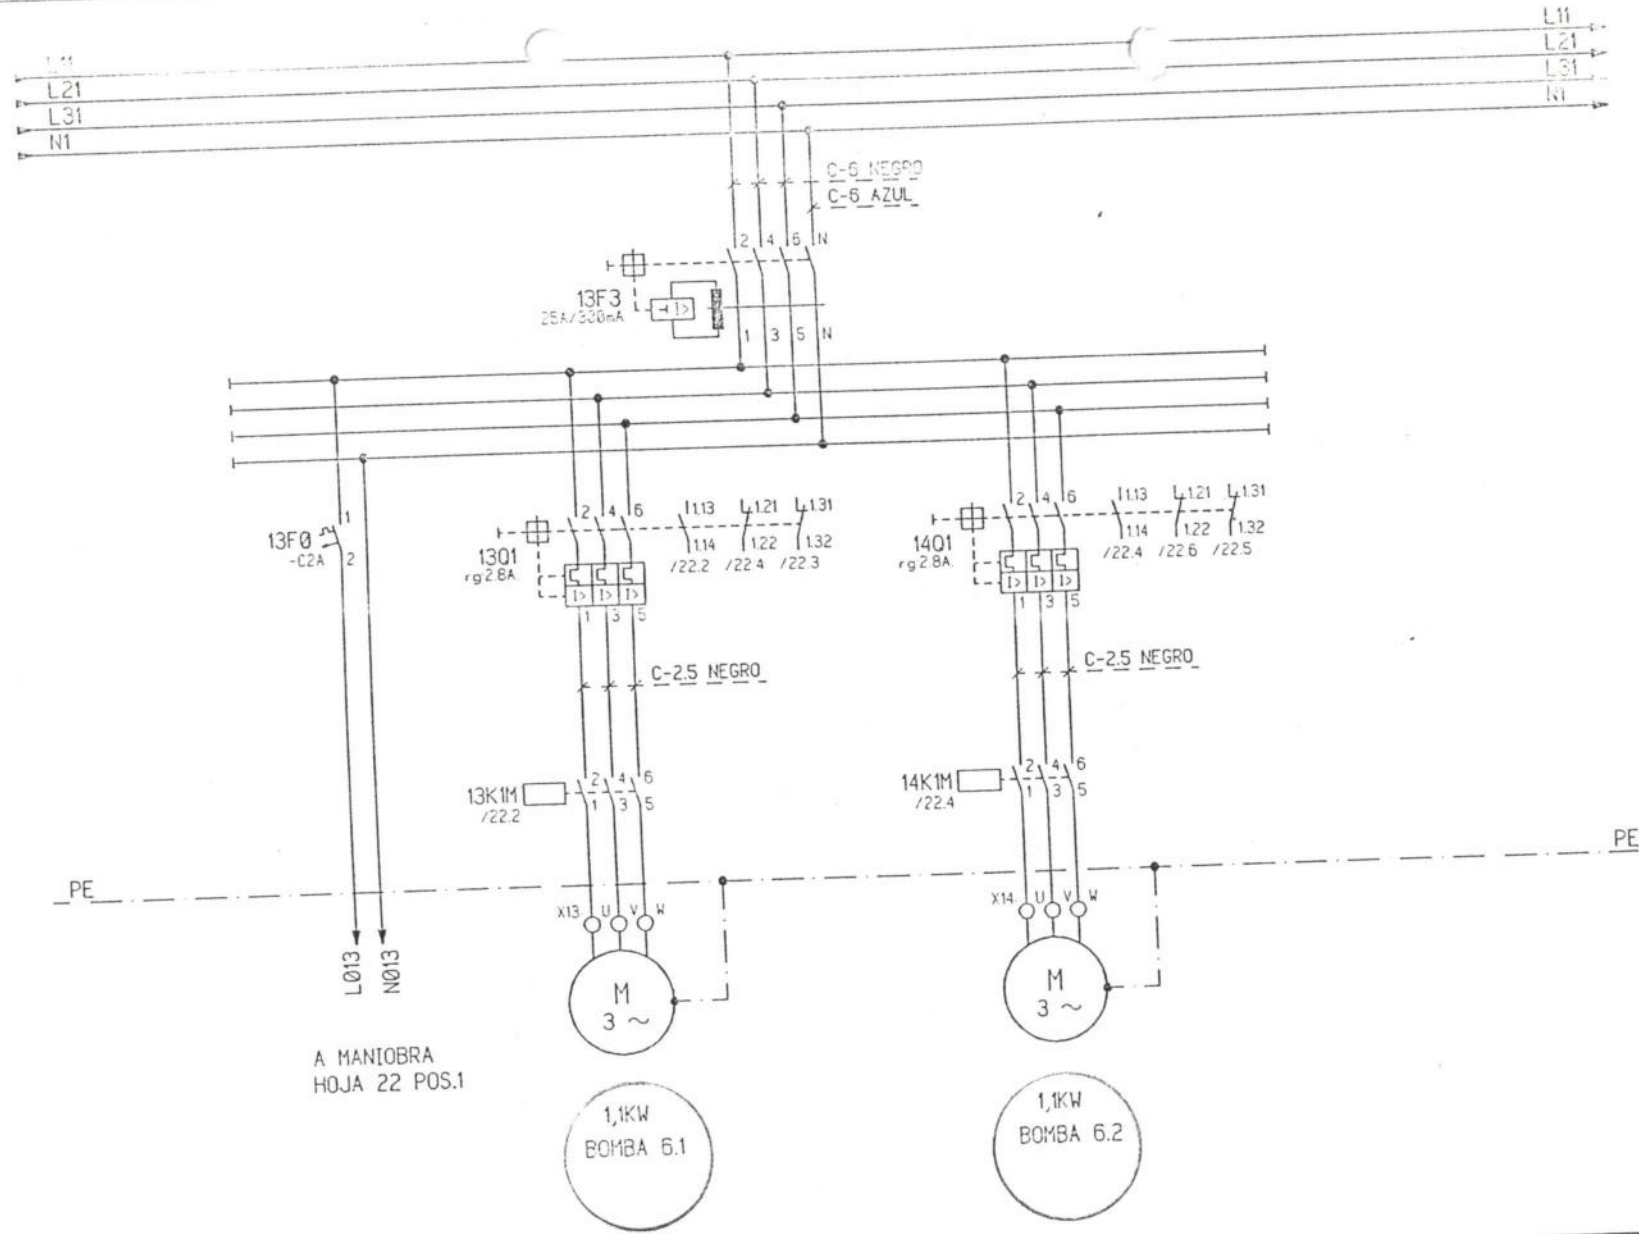 L11
L11
L21
L21
L31
L31
N1
N1
C-6 NEGRO
C-6 AZUL
2 4 6 N
13F3
25A/300mA
I>
1 3 5 N
1
13F0
-C2A
2
2 4 6
1.13 1.21 1.31
13Q1
rg2.8A.
1.14 1.22 1.32
/22.2 /22.4 /22.3
I> I> I>
1 3 5
C-2.5 NEGRO
2 4 6
13K1M
/22.2
1 3 5
2 4 6
1.13 1.21 1.31
14Q1
rg2.8A.
1.14 1.22 1.32
/22.4 /22.6 /22.5
I> I> I>
1 3 5
C-2.5 NEGRO
2 4 6
14K1M
/22.4
1 3 5
PE
PE
X13. U V W
X14. U V W
L013
N013
M
3 ~
M
3 ~
A MANIOBRA
HOJA 22 POS.1
1,1KW
BOMBA 6.1
1,1KW
BOMBA 6.2